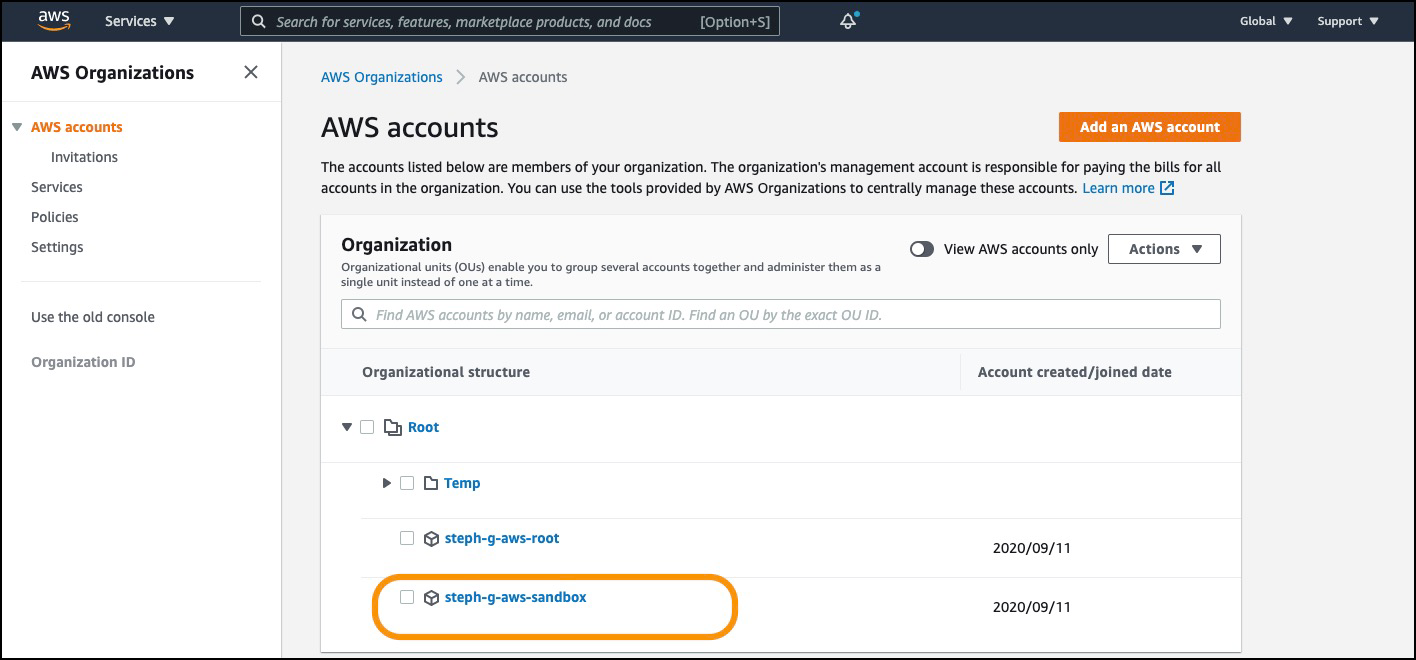 aws Services Search for services, features, marketplace products, and docs [Option+S] Global Support
AWS Organizations
AWS accounts
Invitations
Services
Policies
Settings
Use the old console
Organization ID
AWS Organizations AWS accounts
AWS accounts
Add an AWS account
The accounts listed below are members of your organization. The organization's management account is responsible for paying the bills for all
accounts in the organization. You can use the tools provided by AWS Organizations to centrally manage these accounts. Learn more
Organization
View AWS accounts only Actions
Organizational units (OUs) enable you to group several accounts together and administer them as a
single unit instead of one at a time.
Find AWS accounts by name, email, or account ID. Find an OU by the exact OU ID.
Organizational structure Account created/joined date
Root
Temp
steph-g-aws-root 2020/09/11
steph-g-aws-sandbox 2020/09/11